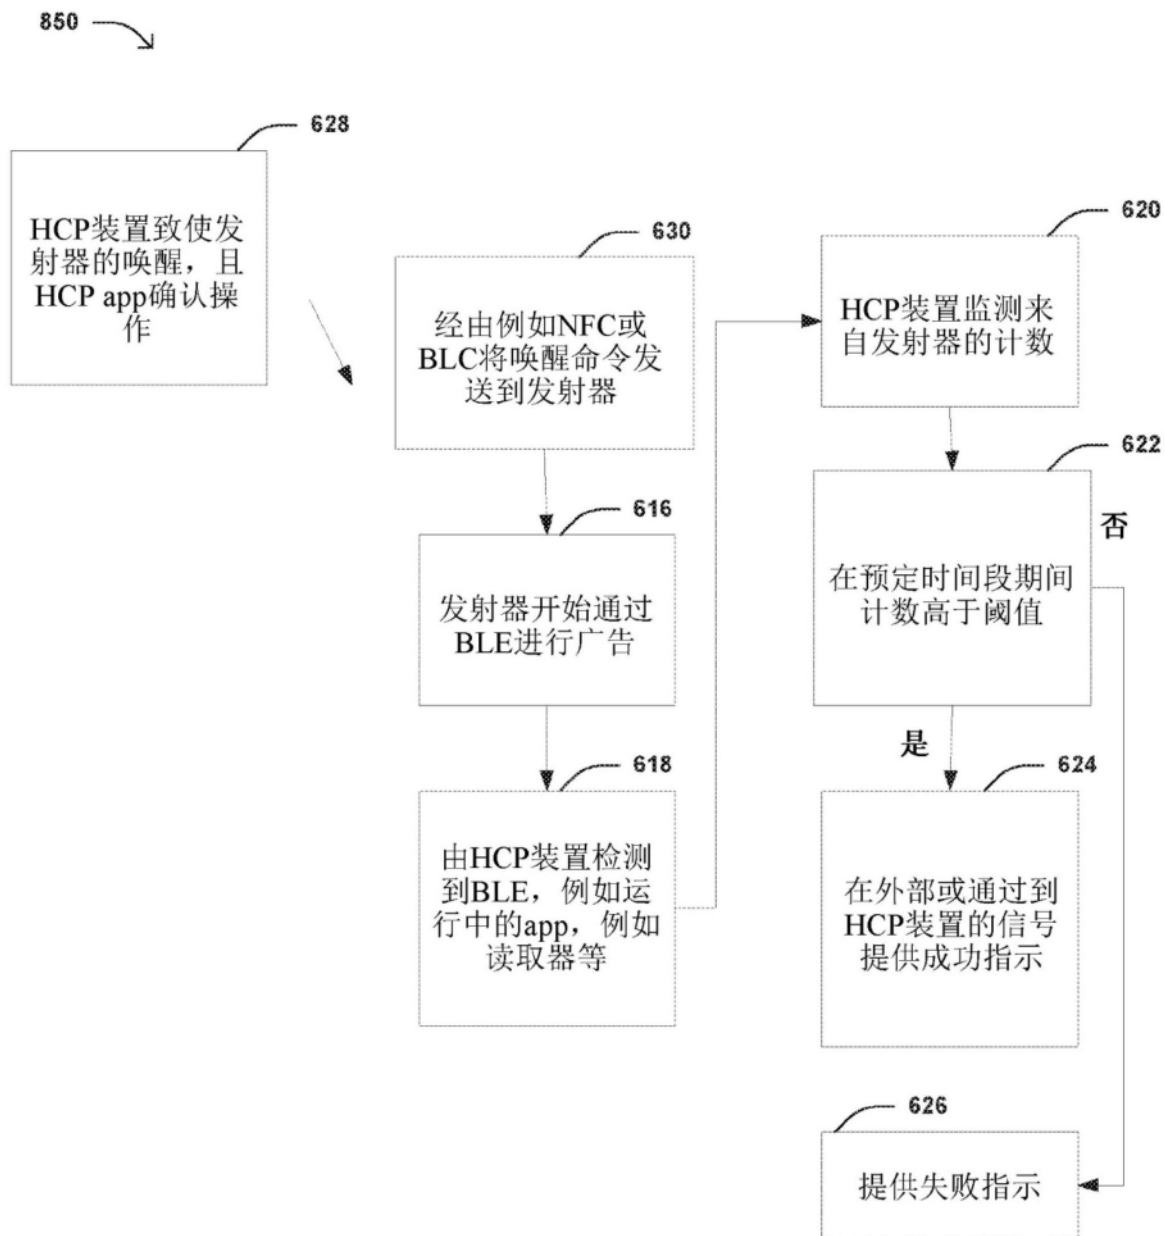 850
628
HCP装置致使发
射器的唤醒，且
HCP app确认操
作
630
经由例如NFC或
BLC将唤醒命令发
送到发射器
616
发射器开始通过
BLE进行广告
618
由HCP装置检测
到BLE，例如运
行中的app，例如
读取器等
620
HCP装置监测来
自发射器的计数
622
在预定时间段期间
计数高于阈值
否
是
624
在外部或通过到
HCP装置的信号
提供成功指示
626
提供失败指示